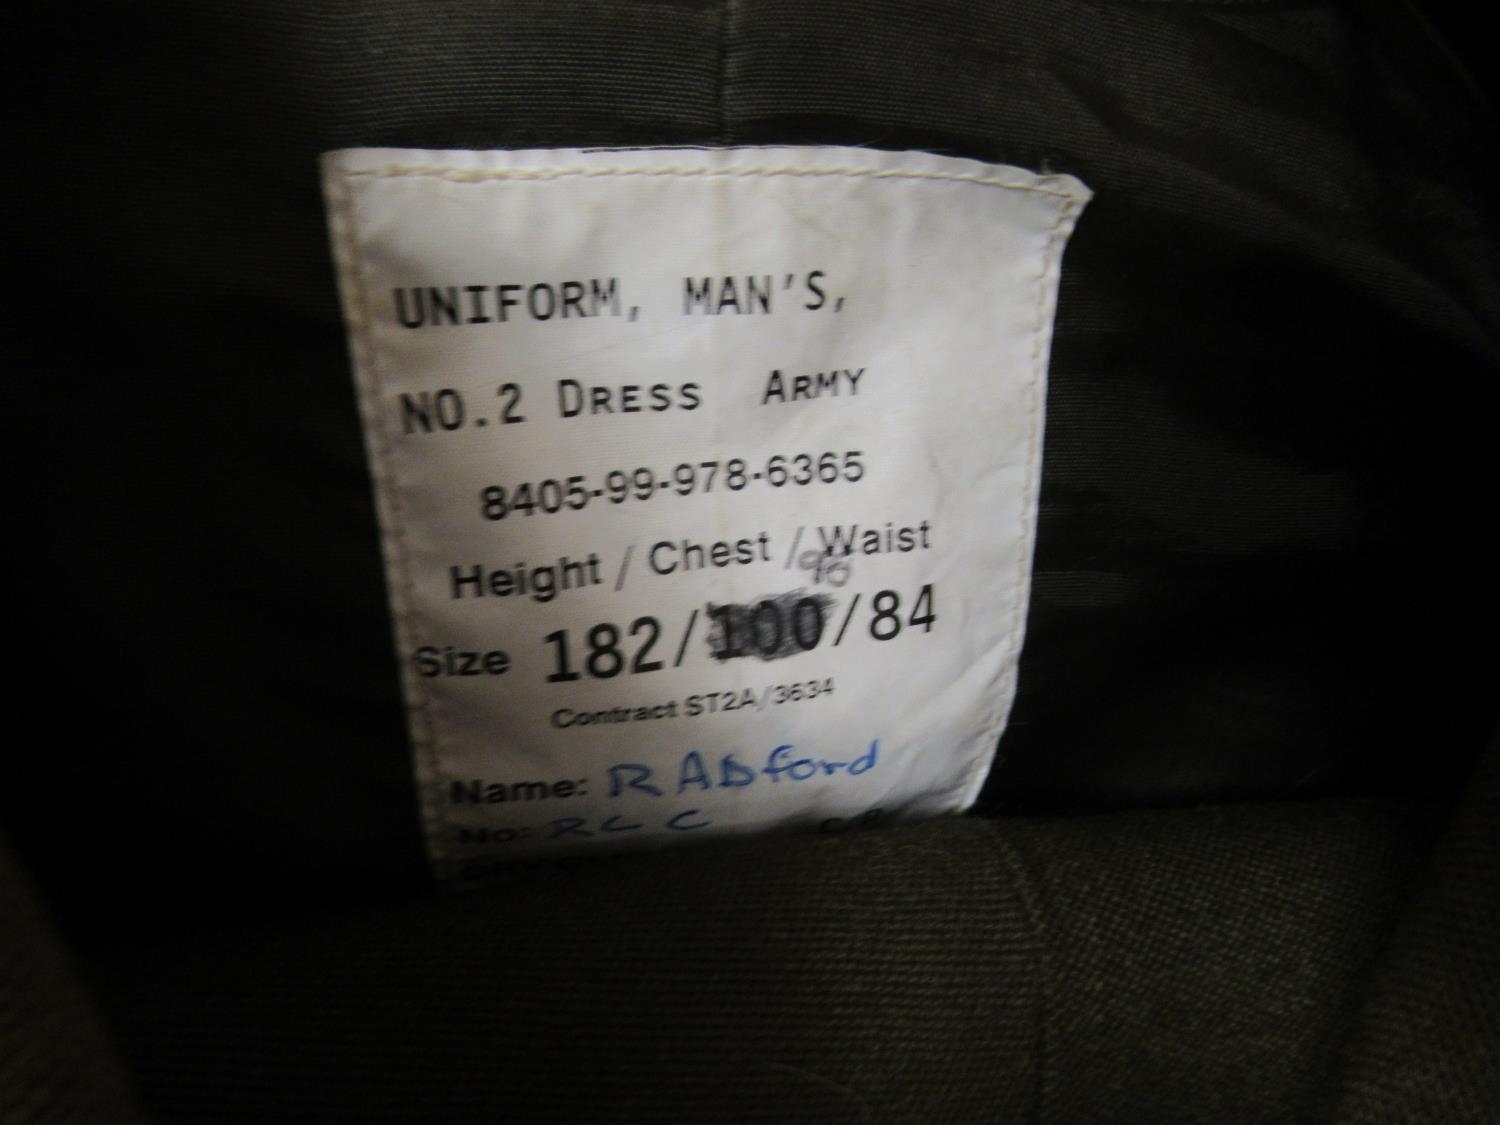 UNIFORM, MAN'S,
NO.2 DRESS ARMY
8405-99-978-6365
Height / Chest / Waist
96
Size 182/100/84
Contract ST2A/3634
Name: RADford
No: RLC